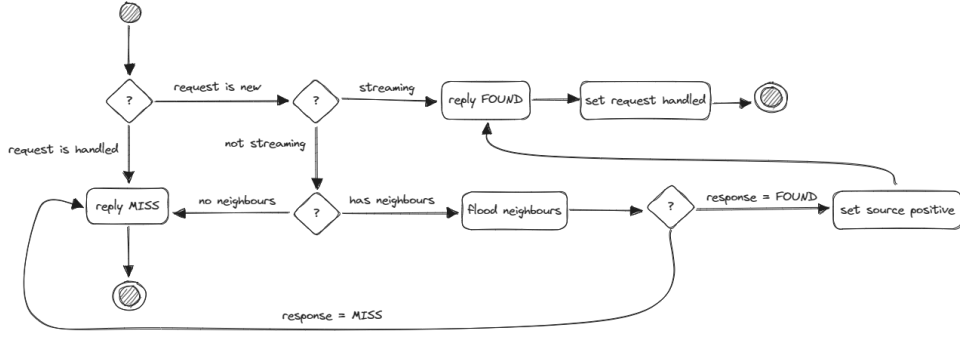 ?
request is new
?
streaming
reply FOUND
set request handled
request is handled
not streaming
reply MISS
no neighbours
?
has neighbours
flood neighbours
?
response = FOUND
set source positive
response = MISS